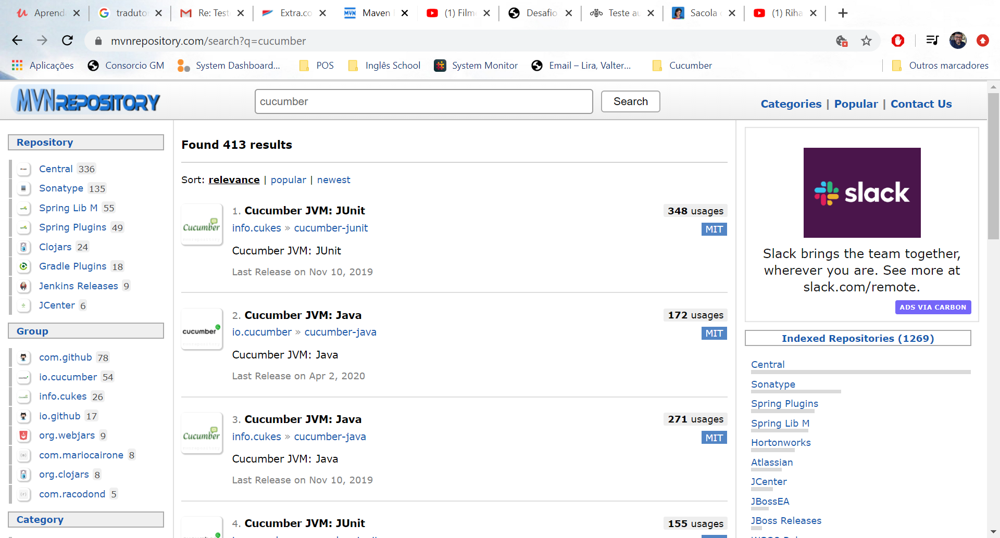 Aprend
traduto
Re: Test
Extra.co
Maven
(1) Film
Desafio
Teste au
Sacola
(1) Riha
mvnrepository.com/search?q=cucumber
Aplicações
Consorcio GM
System Dashboard...
POS
Inglês School
System Monitor
Email – Lira, Valter...
Cucumber
Outros marcadores
MVNREPOSITORY
cucumber
Search
Categories | Popular | Contact Us
Repository
Central 336
Sonatype 135
Spring Lib M 55
Spring Plugins 49
Clojars 24
Gradle Plugins 18
Jenkins Releases 9
JCenter 6
Group
com.github 78
io.cucumber 54
info.cukes 26
io.github 17
org.webjars 9
com.mariocairone 8
org.clojars 8
com.racodond 5
Category
Found 413 results
Sort: relevance | popular | newest
Cucumber
1. Cucumber JVM: JUnit
348 usages
info.cukes » cucumber-junit
MIT
Cucumber JVM: JUnit
Last Release on Nov 10, 2019
cucumber
2. Cucumber JVM: Java
172 usages
io.cucumber » cucumber-java
MIT
Cucumber JVM: Java
Last Release on Apr 2, 2020
Cucumber
3. Cucumber JVM: Java
271 usages
info.cukes » cucumber-java
MIT
Cucumber JVM: Java
Last Release on Nov 10, 2019
4. Cucumber JVM: JUnit
155 usages
slack
Slack brings the team together,
wherever you are. See more at
slack.com/remote.
ADS VIA CARBON
Indexed Repositories (1269)
Central
Sonatype
Spring Plugins
Spring Lib M
Hortonworks
Atlassian
JCenter
JBossEA
JBoss Releases